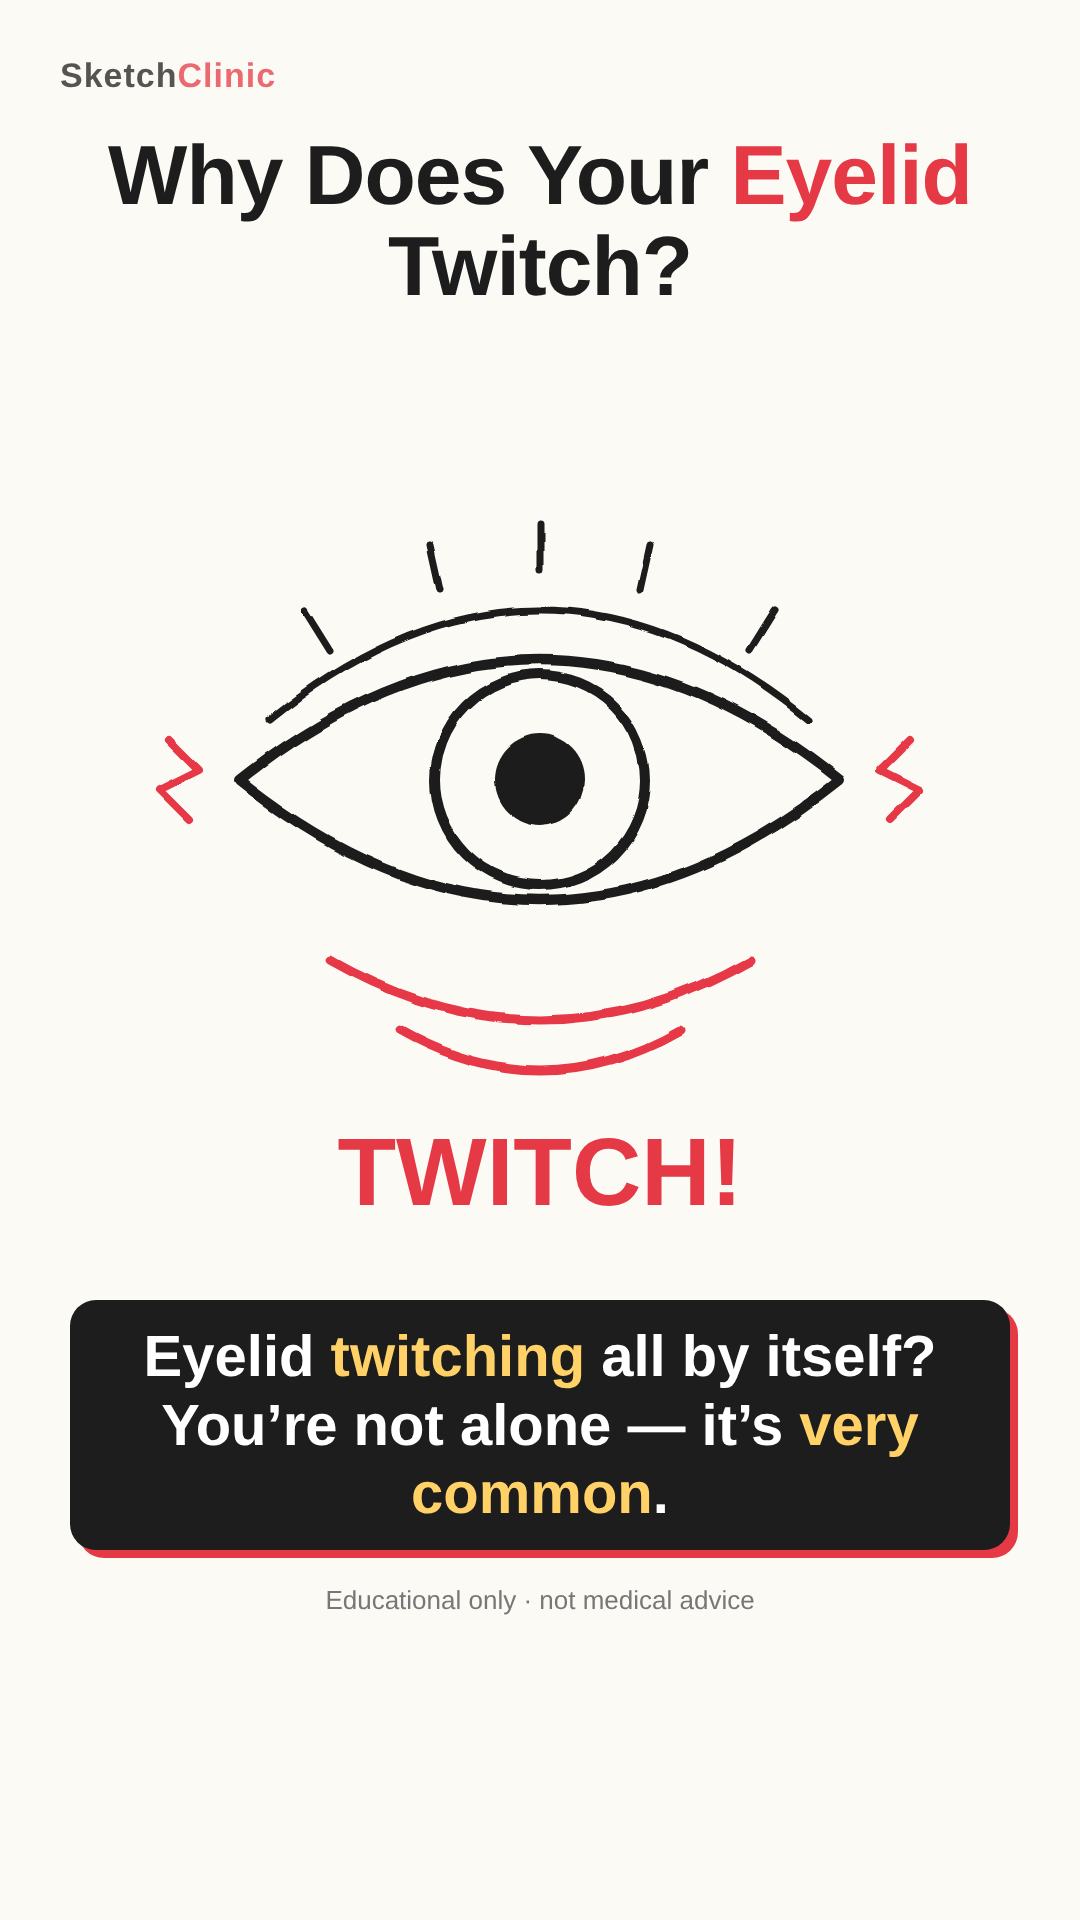 SketchClinic
Why Does Your Eyelid
Twitch?
TWITCH!
Eyelid twitching all by itself?
You’re not alone — it’s very
common.
Educational only · not medical advice